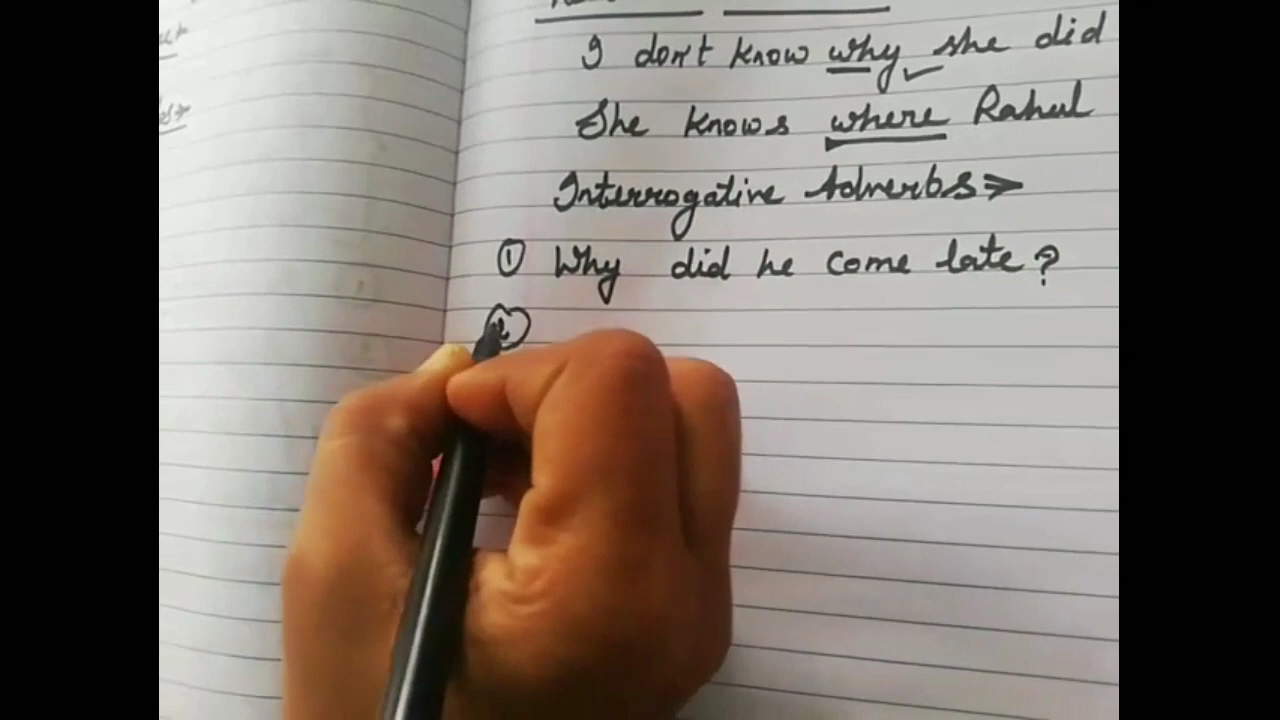 I don't know why she did
She knows where Rahul
Interrogative Adverbs ⇒
① Why did he come late?